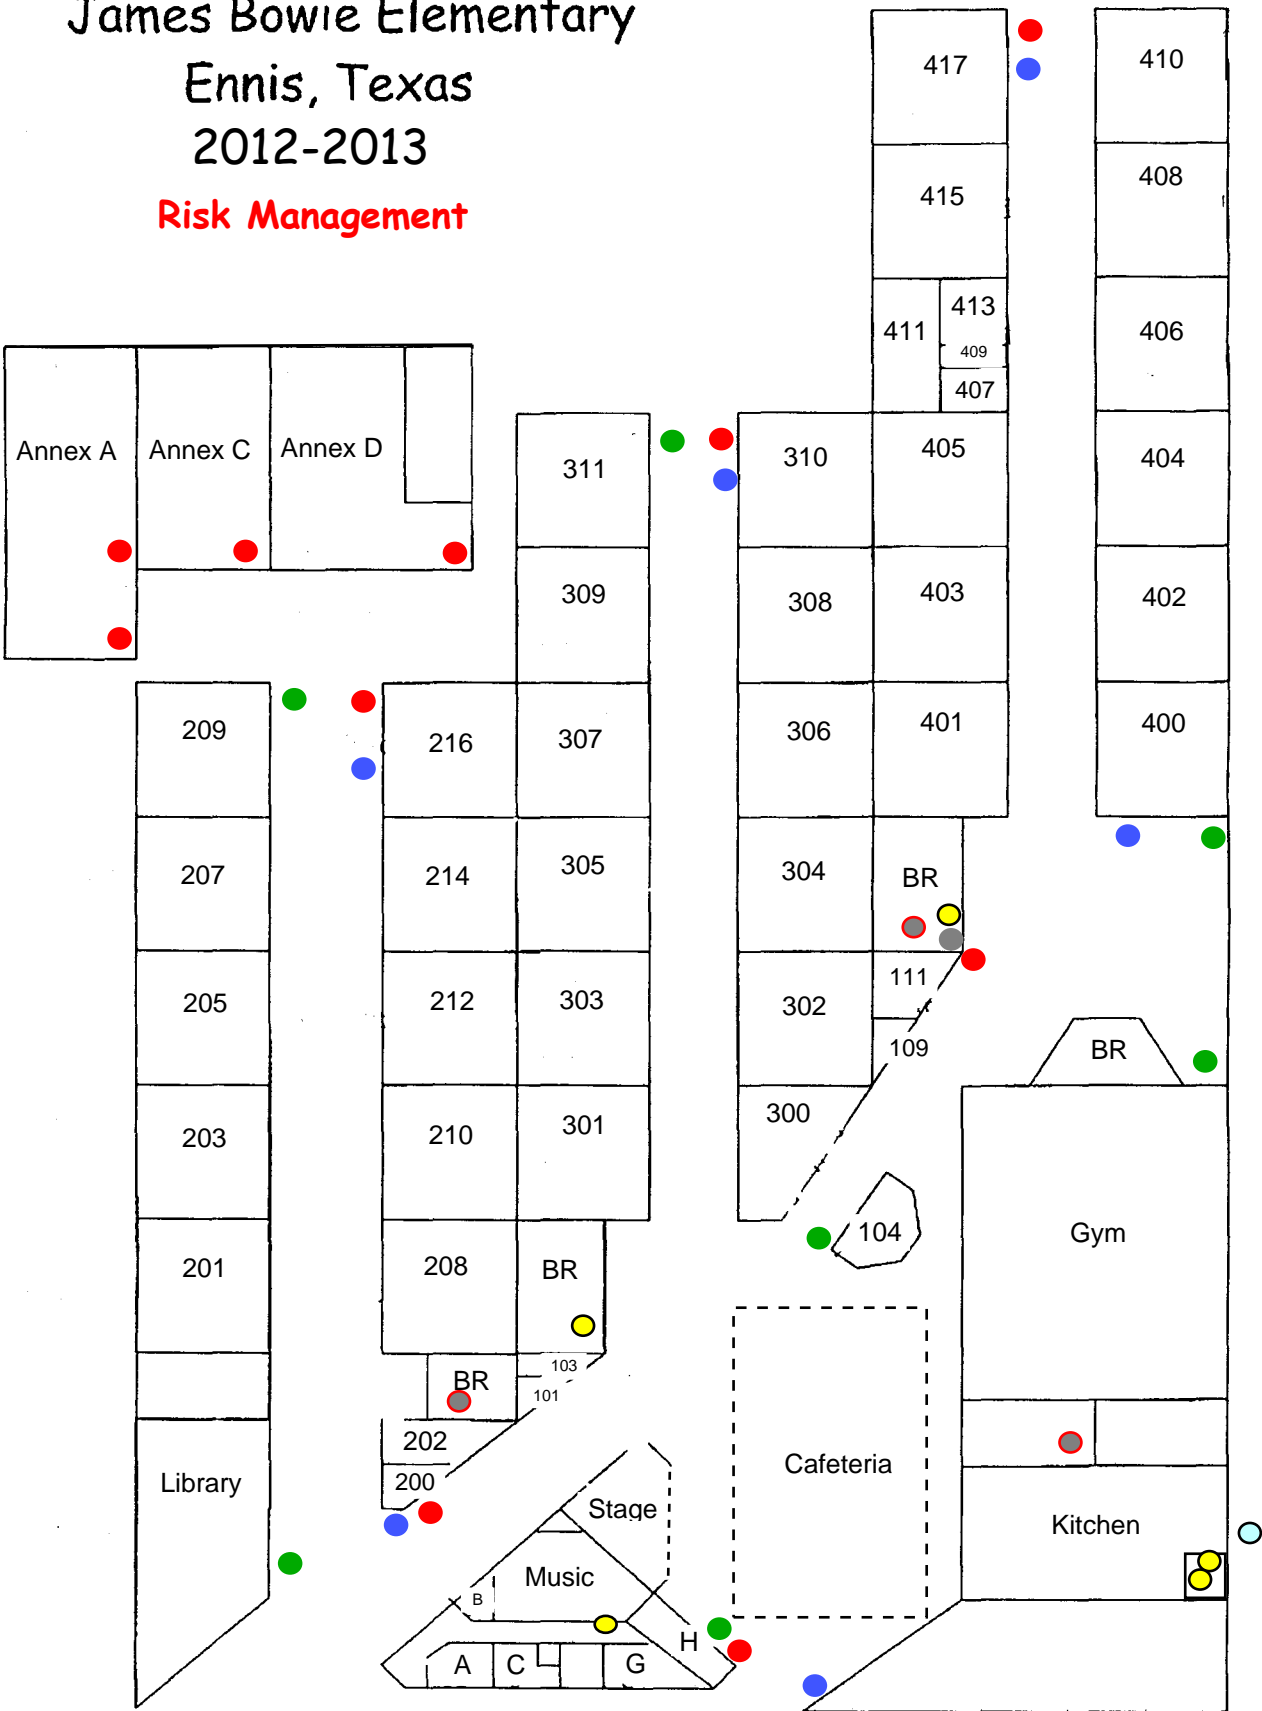 James Bowie Elementary
Ennis, Texas
2012-2013
Risk Management
417
410
415
408
411
413
409
407
406
Annex A
Annex C
Annex D
311
310
405
404
309
308
403
402
209
216
307
306
401
400
207
214
305
304
BR
205
212
303
302
111
109
BR
203
210
301
300
201
208
BR
104
Gym
BR
103
101
202
200
Library
Stage
Cafeteria
Kitchen
Music
B
H
A
C
G